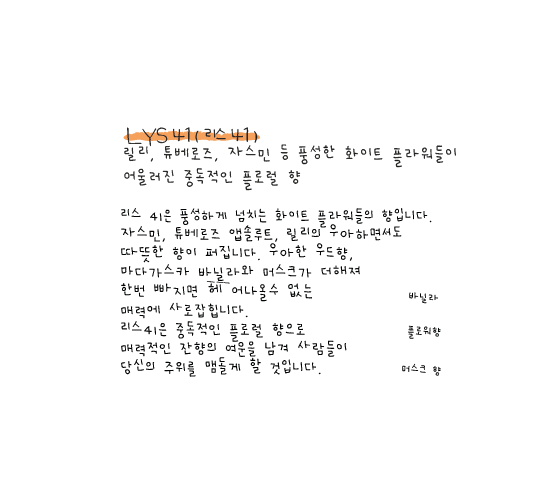 LYS 41 (리스 41)
릴리, 튜베로즈, 자스민 등 풍성한 화이트 플라워들이
어울러진 중독적인 플로럴 향
리스 41은 풍성하게 넘치는 화이트 플라워들의 향입니다.
자스민, 튜베로즈 앱솔루트, 릴리의 우아하면서도
따뜻한 향이 퍼집니다. 우아한 우드향,
마다가스카 바닐라와 머스크가 더해져
한번 빠지면 헤어나올수 없는
매력에 사로잡힙니다.
리스41은 중독적인 플로럴 향으로
매력적인 잔향의 여운을 남겨 사람들이
당신의 주위를 맴돌게 할 것입니다.
바닐라
플로워향
머스크 향